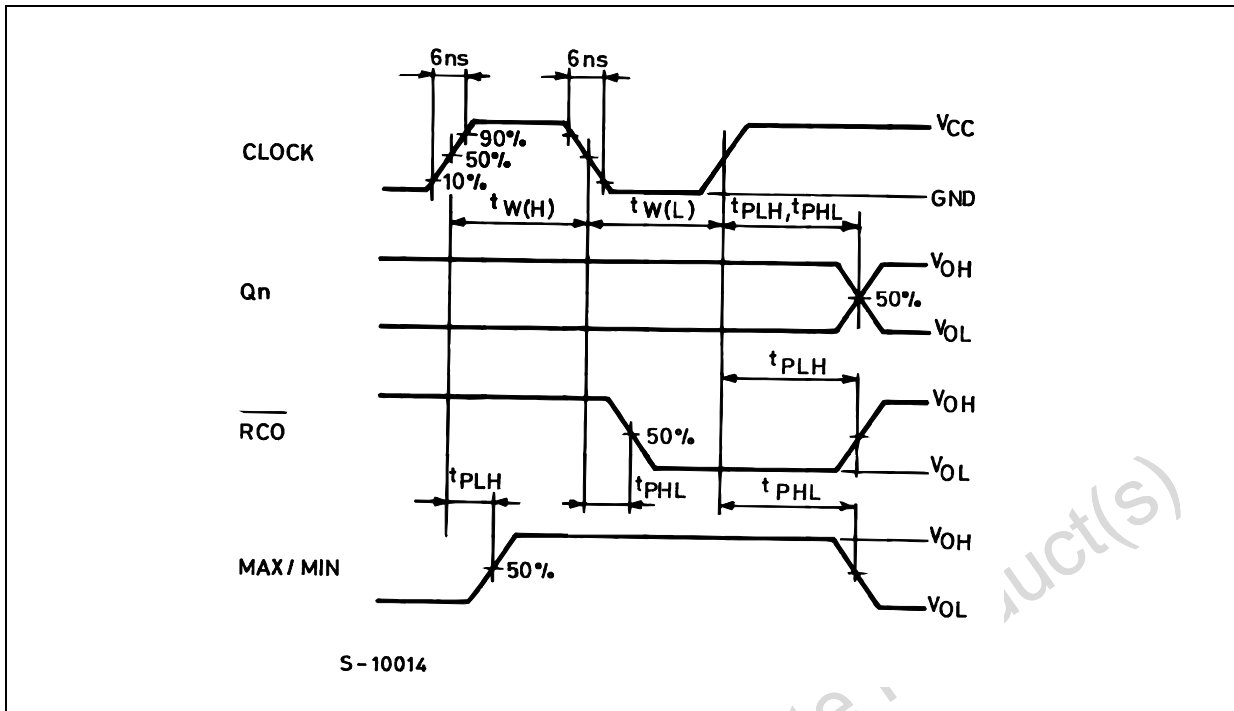 6ns 6ns
VCC
90%
CLOCK
50%
10%
GND
tW(H) tW(L) tPLH, tPHL
VOH
Qn
50%
VOL
tPLH
VOH
RCO
50%
VOL
tPLH
tPHL
tPHL
VOH
MAX/MIN
50%
VOL
S-10014
uct(s)